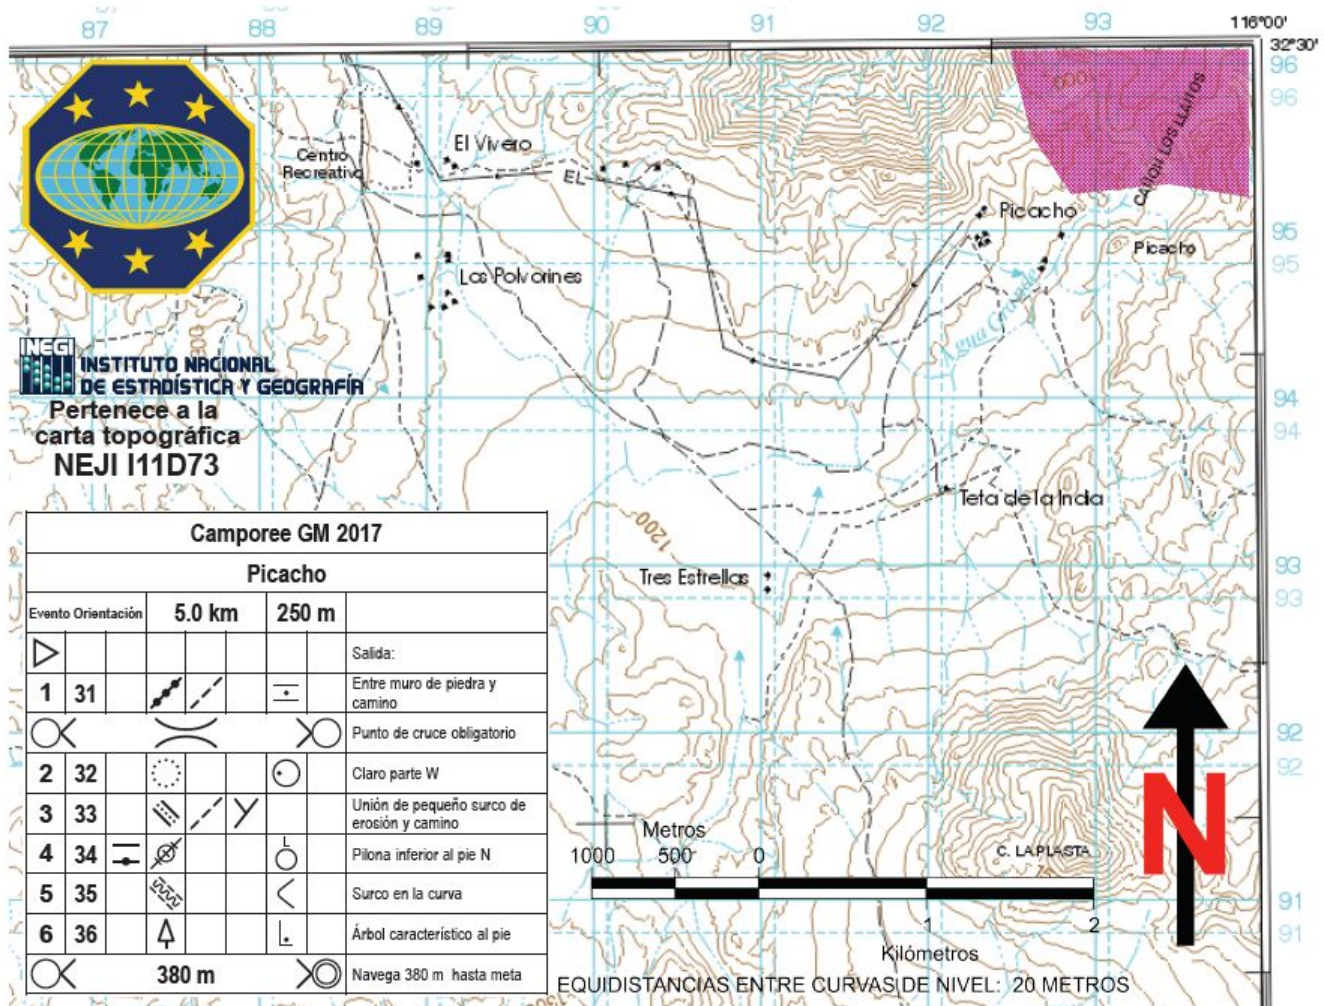 87 88 89 90 91 92 93 116°00'
32°30'
96
96
El Vivero
Centro
Recreativo
EL
CAÑON LOS LLAITOS
Picacho
95
Picacho
95
Los Polvorines
Agua Grande
INEGI
INSTITUTO NACIONAL
DE ESTADÍSTICA Y GEOGRAFÍA
Pertenece a la
carta topográfica
NEJI I11D73
94
94
Teta de la India
1200
Tres Estrellas
93
93
92
92
Camporee GM 2017
Picacho
Evento Orientación 5.0 km 250 m
Salida:
1 31 Entre muro de piedra y
camino
Punto de cruce obligatorio
2 32 Claro parte W
3 33 Unión de pequeño surco de
erosión y camino
4 34 Pilona inferior al pie N
5 35 Surco en la curva
6 36 Árbol característico al pie
380 m Navega 380 m hasta meta
N
C. LA PLASTA
Metros
1000 500 0
1 2
Kilómetros
91
91
EQUIDISTANCIAS ENTRE CURVAS DE NIVEL: 20 METROS